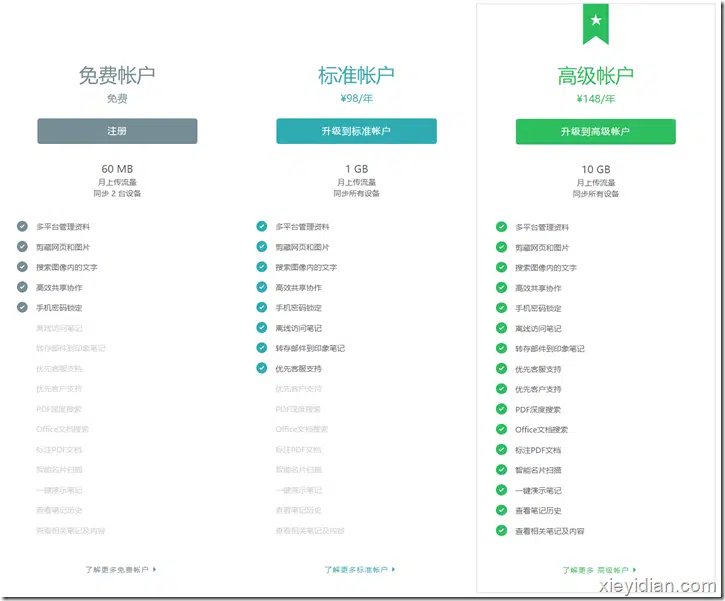 免费帐户
免费
注册
60 MB
月上传流量
同步 2 台设备
多平台管理资料
剪藏网页和图片
搜索图像内的文字
高效共享协作
手机密码锁定
离线访问笔记
转存邮件到印象笔记
优先客服支持
优先客户支持
PDF深度搜索
Office文档搜索
标注PDF文档
智能名片扫描
一键演示笔记
查看笔记历史
查看相关笔记及内容
了解更多免费帐户
标准帐户
¥98/年
升级到标准帐户
1 GB
月上传流量
同步所有设备
多平台管理资料
剪藏网页和图片
搜索图像内的文字
高效共享协作
手机密码锁定
离线访问笔记
转存邮件到印象笔记
优先客服支持
优先客户支持
PDF深度搜索
Office文档搜索
标注PDF文档
智能名片扫描
一键演示笔记
查看笔记历史
查看相关笔记及内容
了解更多标准帐户
高级帐户
¥148/年
升级到高级帐户
10 GB
月上传流量
同步所有设备
多平台管理资料
剪藏网页和图片
搜索图像内的文字
高效共享协作
手机密码锁定
离线访问笔记
转存邮件到印象笔记
优先客服支持
优先客户支持
PDF深度搜索
Office文档搜索
标注PDF文档
智能名片扫描
一键演示笔记
查看笔记历史
查看相关笔记及内容
了解更多 高级帐户
xieyidian.com